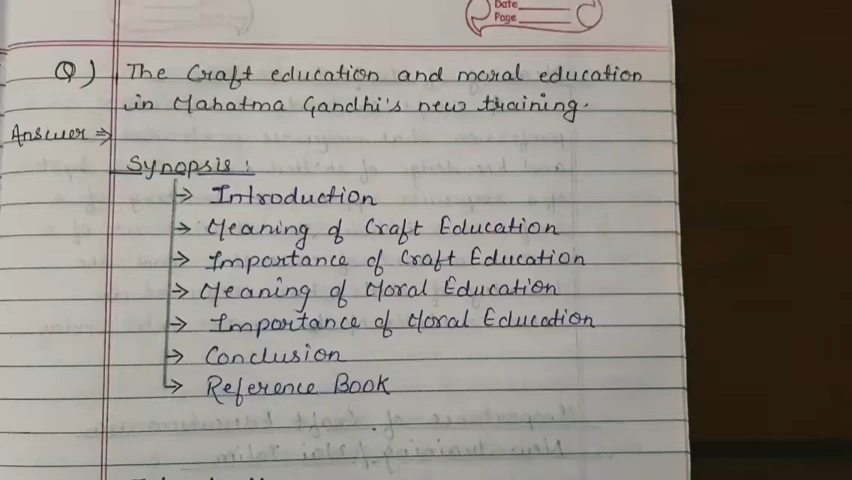 Date
Page
Q) The Craft education and moral education
in Mahatma Gandhi's new training.
Answer ⇒
Synopsis :
→ Introduction
→ Meaning of Craft Education
→ Importance of Craft Education
→ Meaning of Moral Education
→ Importance of Moral Education
→ Conclusion
→ Reference Book